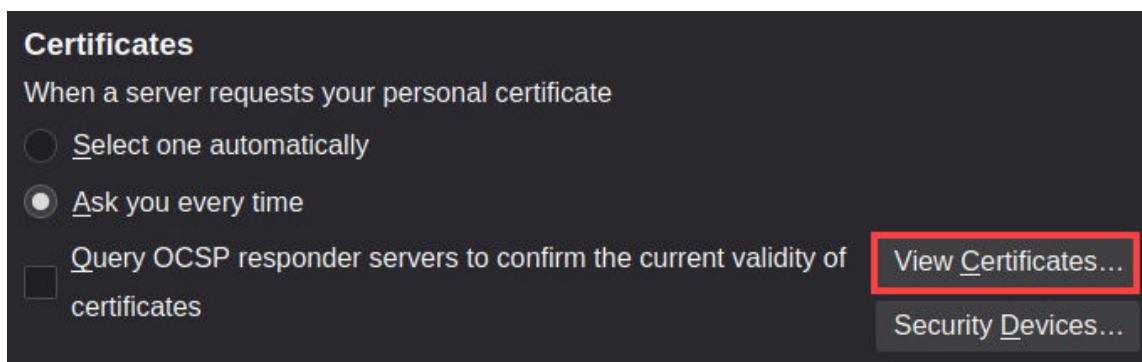 Certificates
When a server requests your personal certificate
Select one automatically
Ask you every time
Query OCSP responder servers to confirm the current validity of
certificates
View Certificates…
Security Devices…